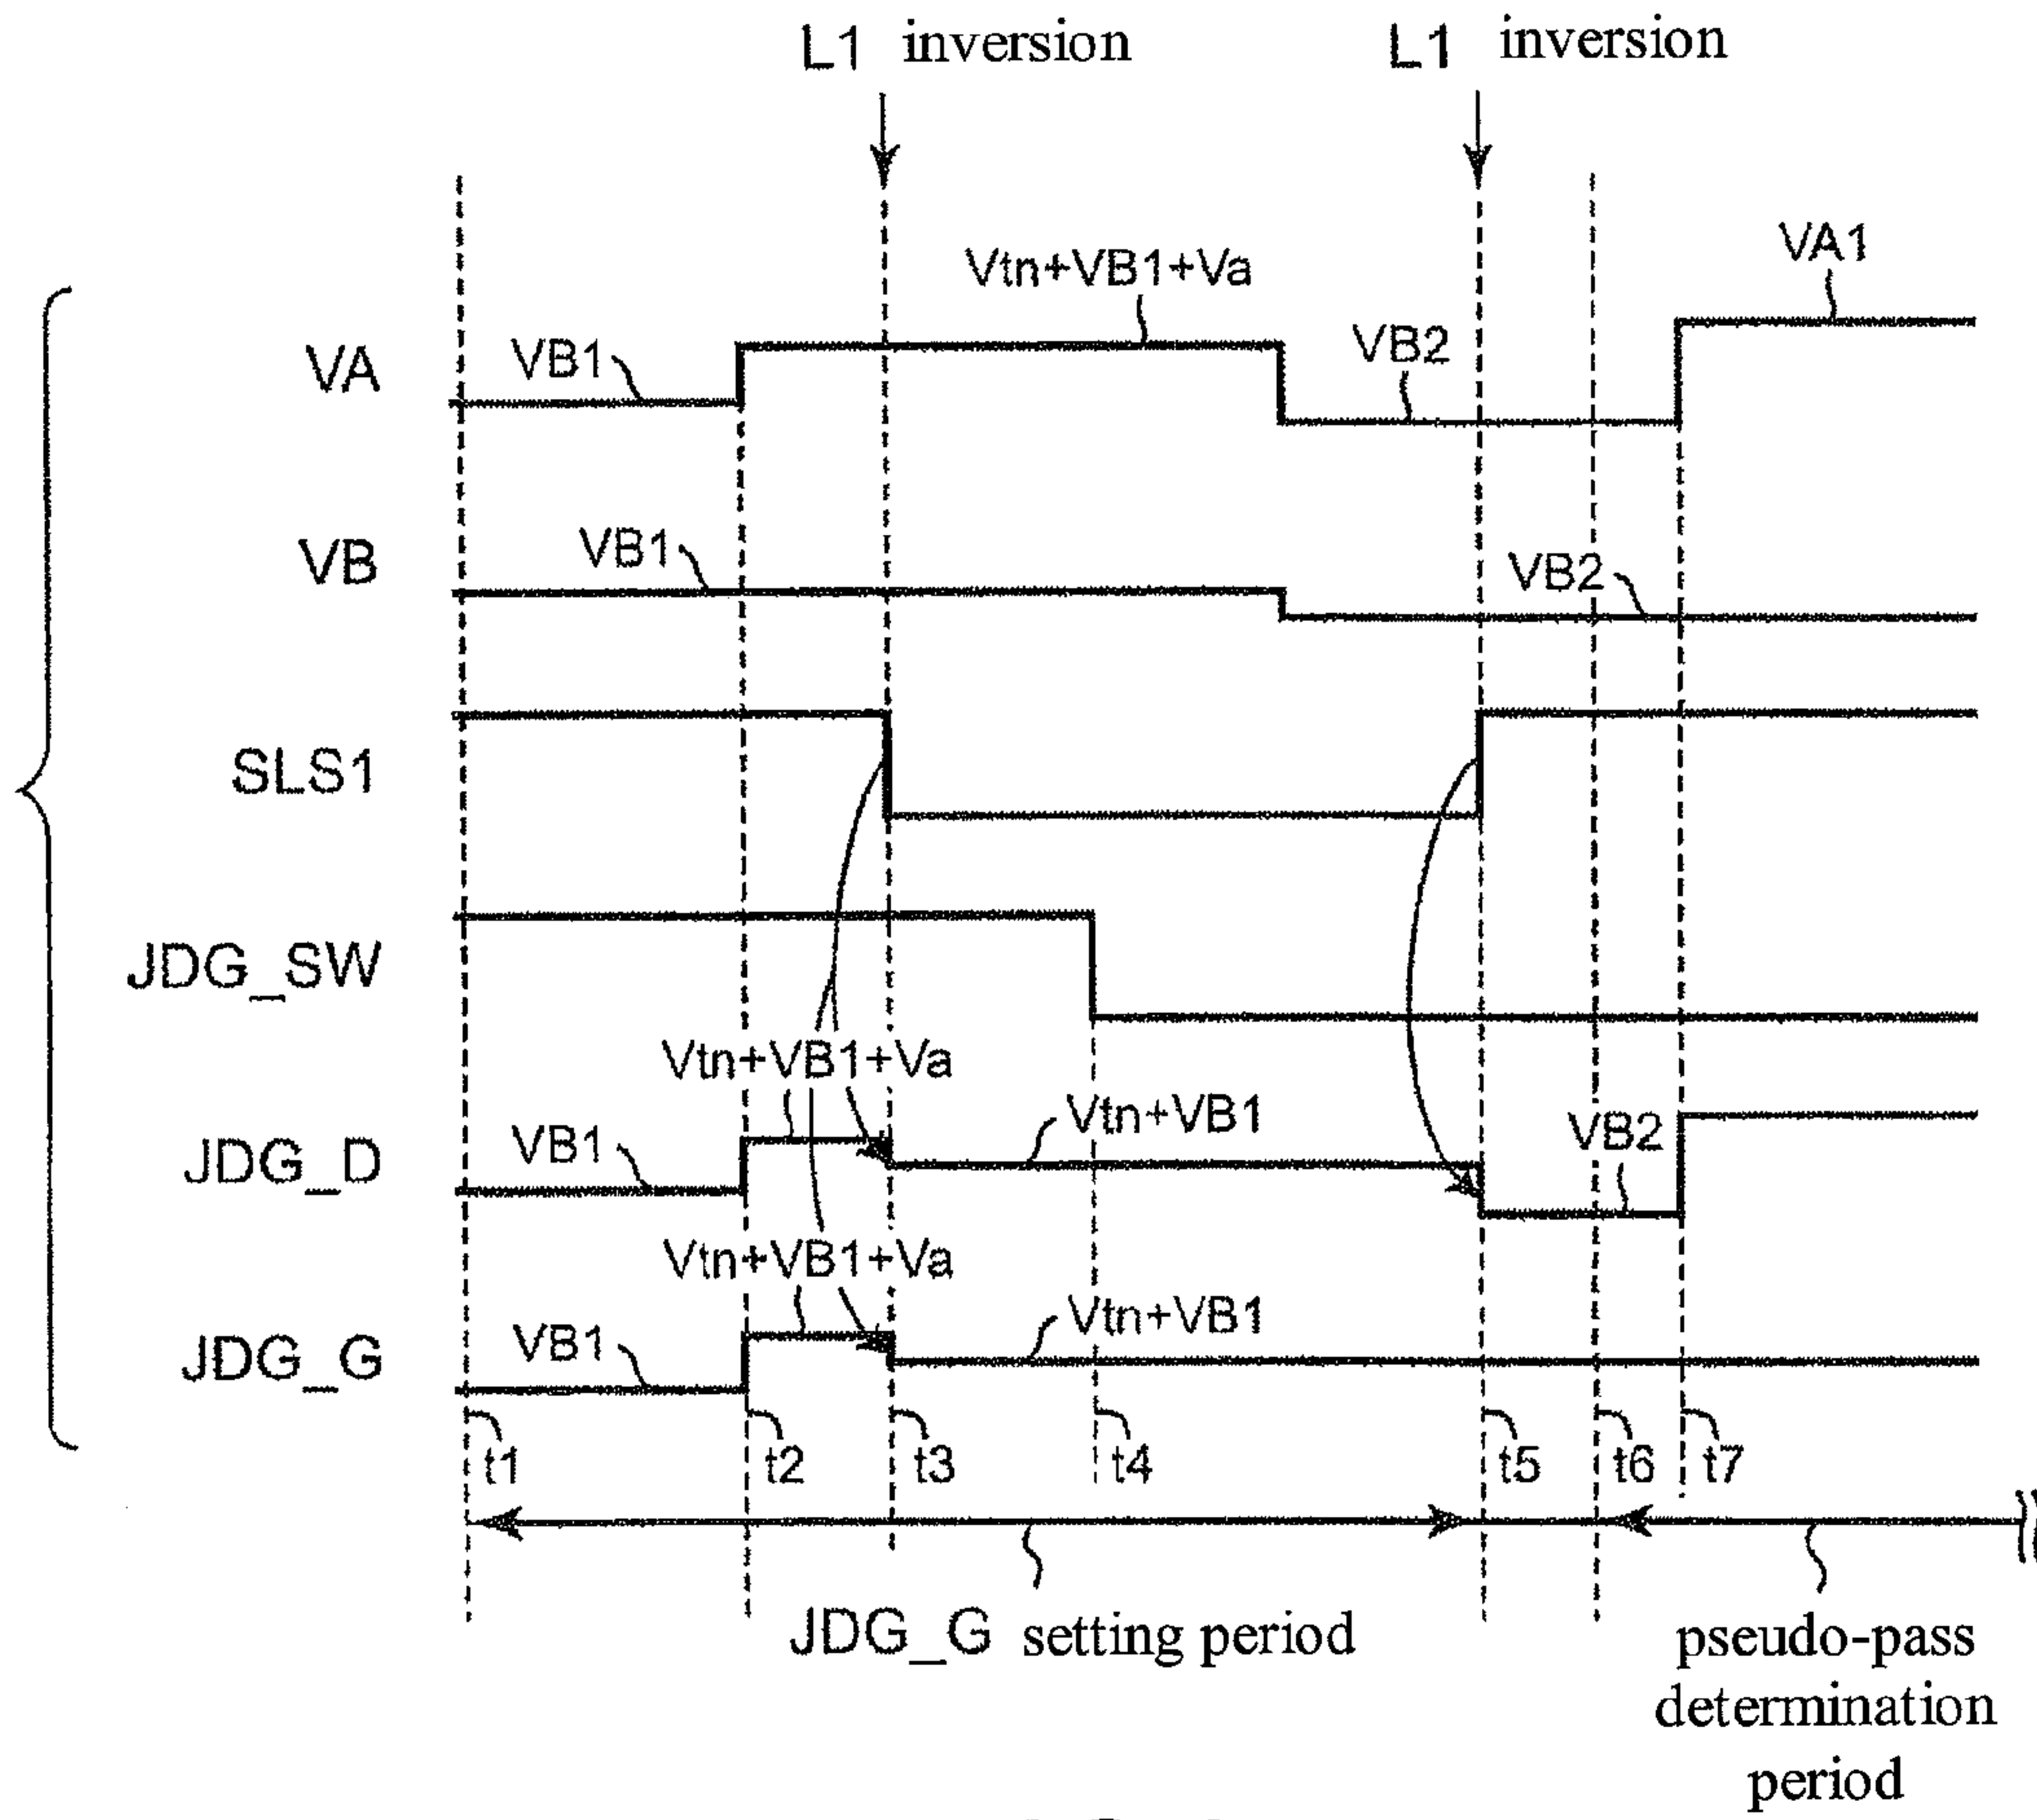 L1 inversion L1 inversion
VA VB1 Vtn+VB1+Va VB2 VA1
VB VB1 VB2
SLS1
JDG_SW
JDG_D VB1 Vtn+VB1+Va Vtn+VB1 VB2
JDG_G VB1 Vtn+VB1+Va Vtn+VB1
t1 t2 t3 t4 t5 t6 t7
JDG_G setting period
pseudo-pass
determination
period